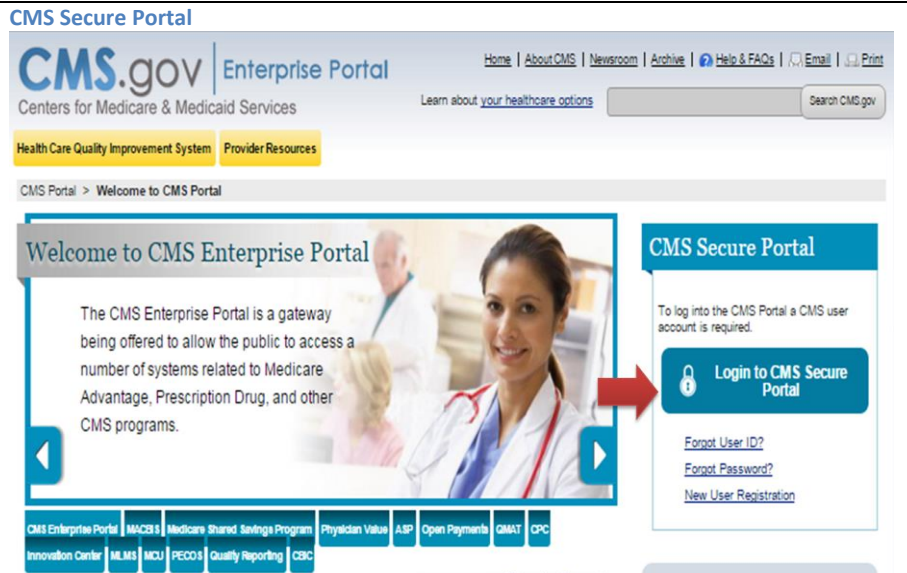 CMS Secure Portal
CMS.gov Enterprise Portal
Centers for Medicare & Medicaid Services
Home | About CMS | Newsroom | Archive | Help & FAQs | Email | Print
Learn about your healthcare options
Search CMS.gov
Health Care Quality Improvement System
Provider Resources
CMS Portal > Welcome to CMS Portal
Welcome to CMS Enterprise Portal
The CMS Enterprise Portal is a gateway
being offered to allow the public to access a
number of systems related to Medicare
Advantage, Prescription Drug, and other
CMS programs.
CMS Secure Portal
To log into the CMS Portal a CMS user
account is required.
Login to CMS Secure
Portal
Forgot User ID?
Forgot Password?
New User Registration
CMS Enterprise Portal MACBIS Medicare Shared Savings Program Physician Value ASP Open Payments QMAT CPC
Innovation Center MLMS MCU PECOS Quality Reporting CBIC